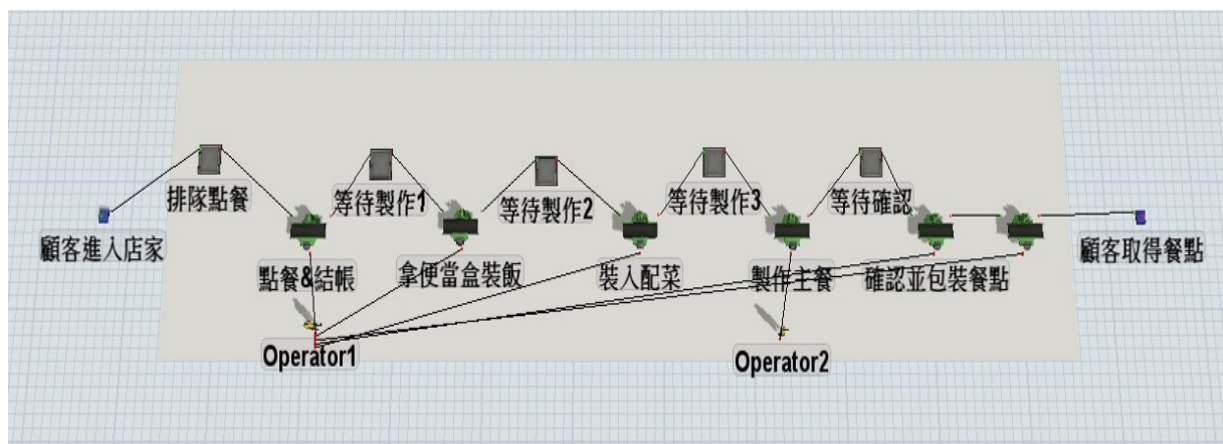 排隊點餐
等待製作1
等待製作2
等待製作3
等待確認
顧客進入店家
點餐&結帳
拿便當盒裝飯
裝入配菜
製作主餐
確認並包裝餐點
顧客取得餐點
Operator1
Operator2